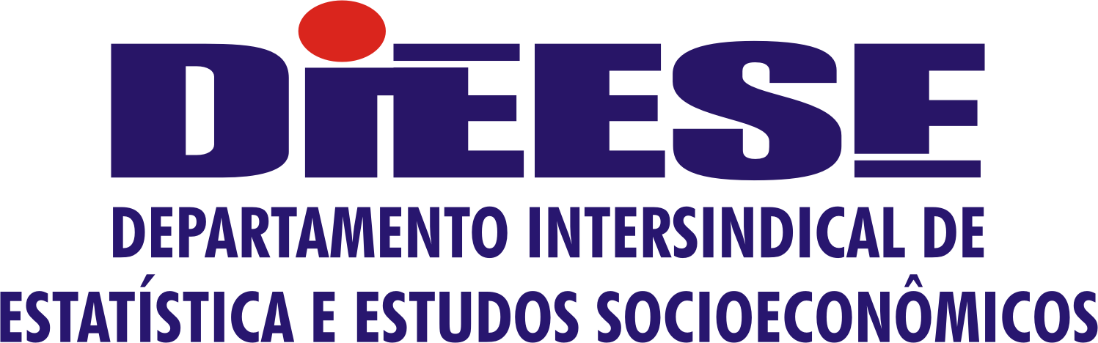 DIEESE
DEPARTAMENTO INTERSINDICAL DE
ESTATÍSTICA E ESTUDOS SOCIOECONÔMICOS